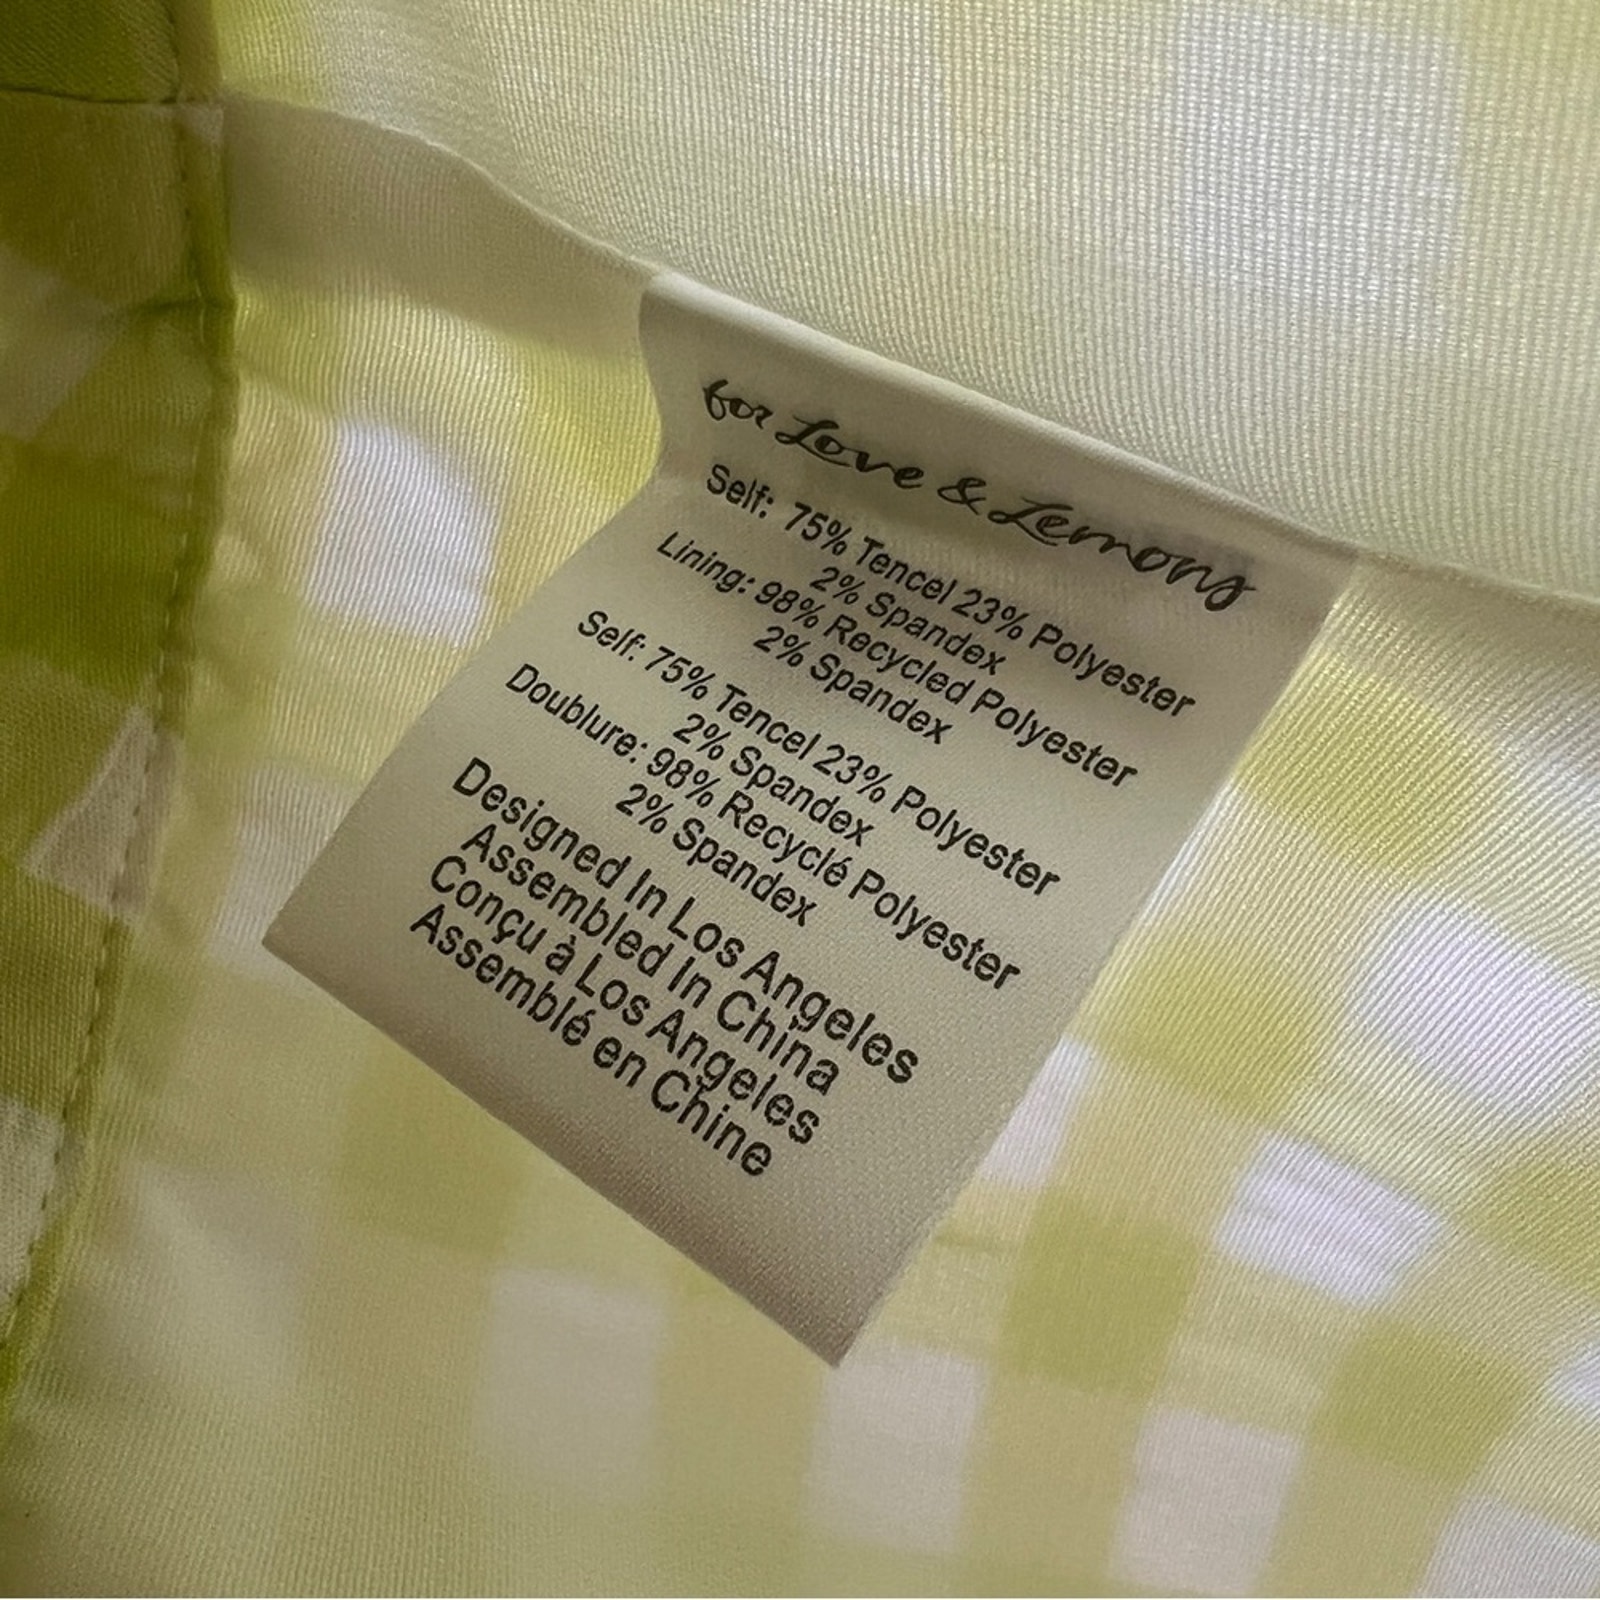 for Love & Lemons
Self: 75% Tencel 23% Polyester
2% Spandex
Lining: 98% Recycled Polyester
2% Spandex
Self: 75% Tencel 23% Polyester
2% Spandex
Doublure: 98% Recyclé Polyester
2% Spandex
Designed In Los Angeles
Assembled In China
Conçu à Los Angeles
Assemblé en Chine